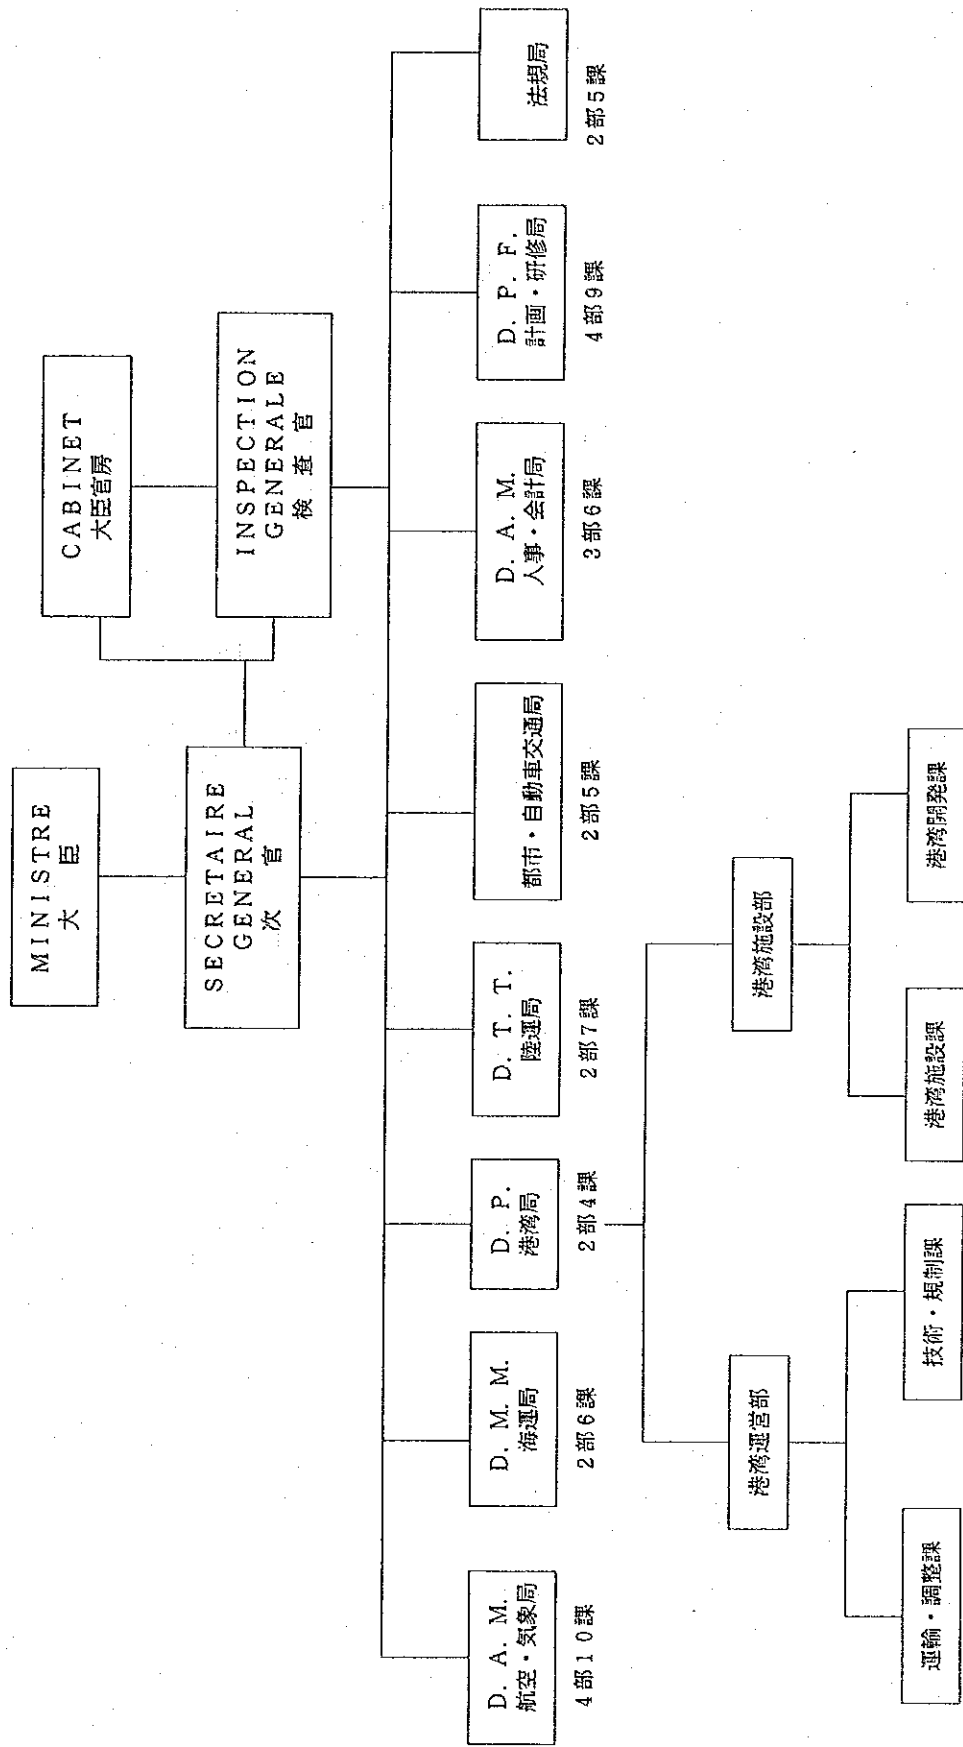 MINISTRE
大　臣
CABINET
大臣官房
SECRETAIRE
GENERAL
次　官
INSPECTION
GENERALE
検 査 官
D. A. M.
航空・気象局
4部10課
D. M. M.
海運局
2部6課
D. P.
港湾局
2部4課
D. T. T.
陸運局
2部7課
都市・自動車交通局
2部5課
D. A. M.
人事・会計局
3部6課
D. P. F.
計画・研修局
4部9課
法規局
2部5課
港湾運営部
港湾施設部
運輸・調整課
技術・規制課
港湾施設課
港湾開発課